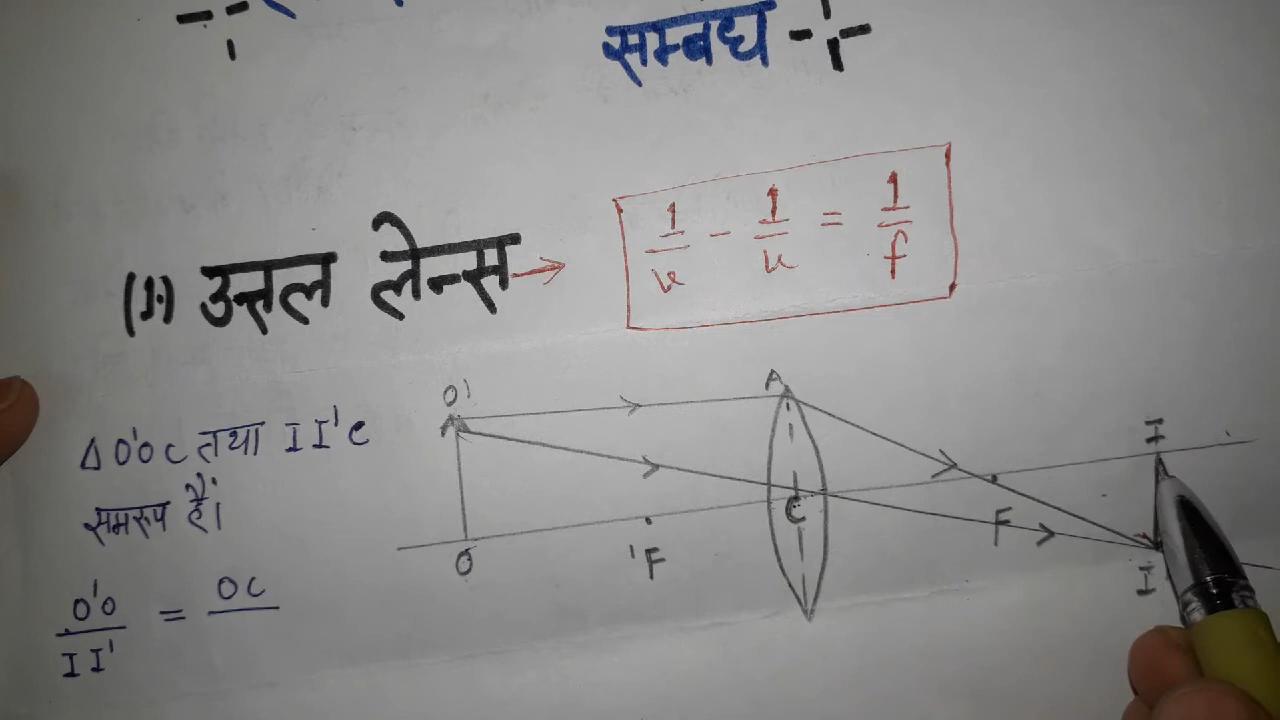 सम्बंध
(1.) उत्तल लेन्स → 1/v - 1/u = 1/f
O' A
I
Δ O'OC तथा II'C
समरूप हैं।
C
O 'F F I
O'O/II' = OC